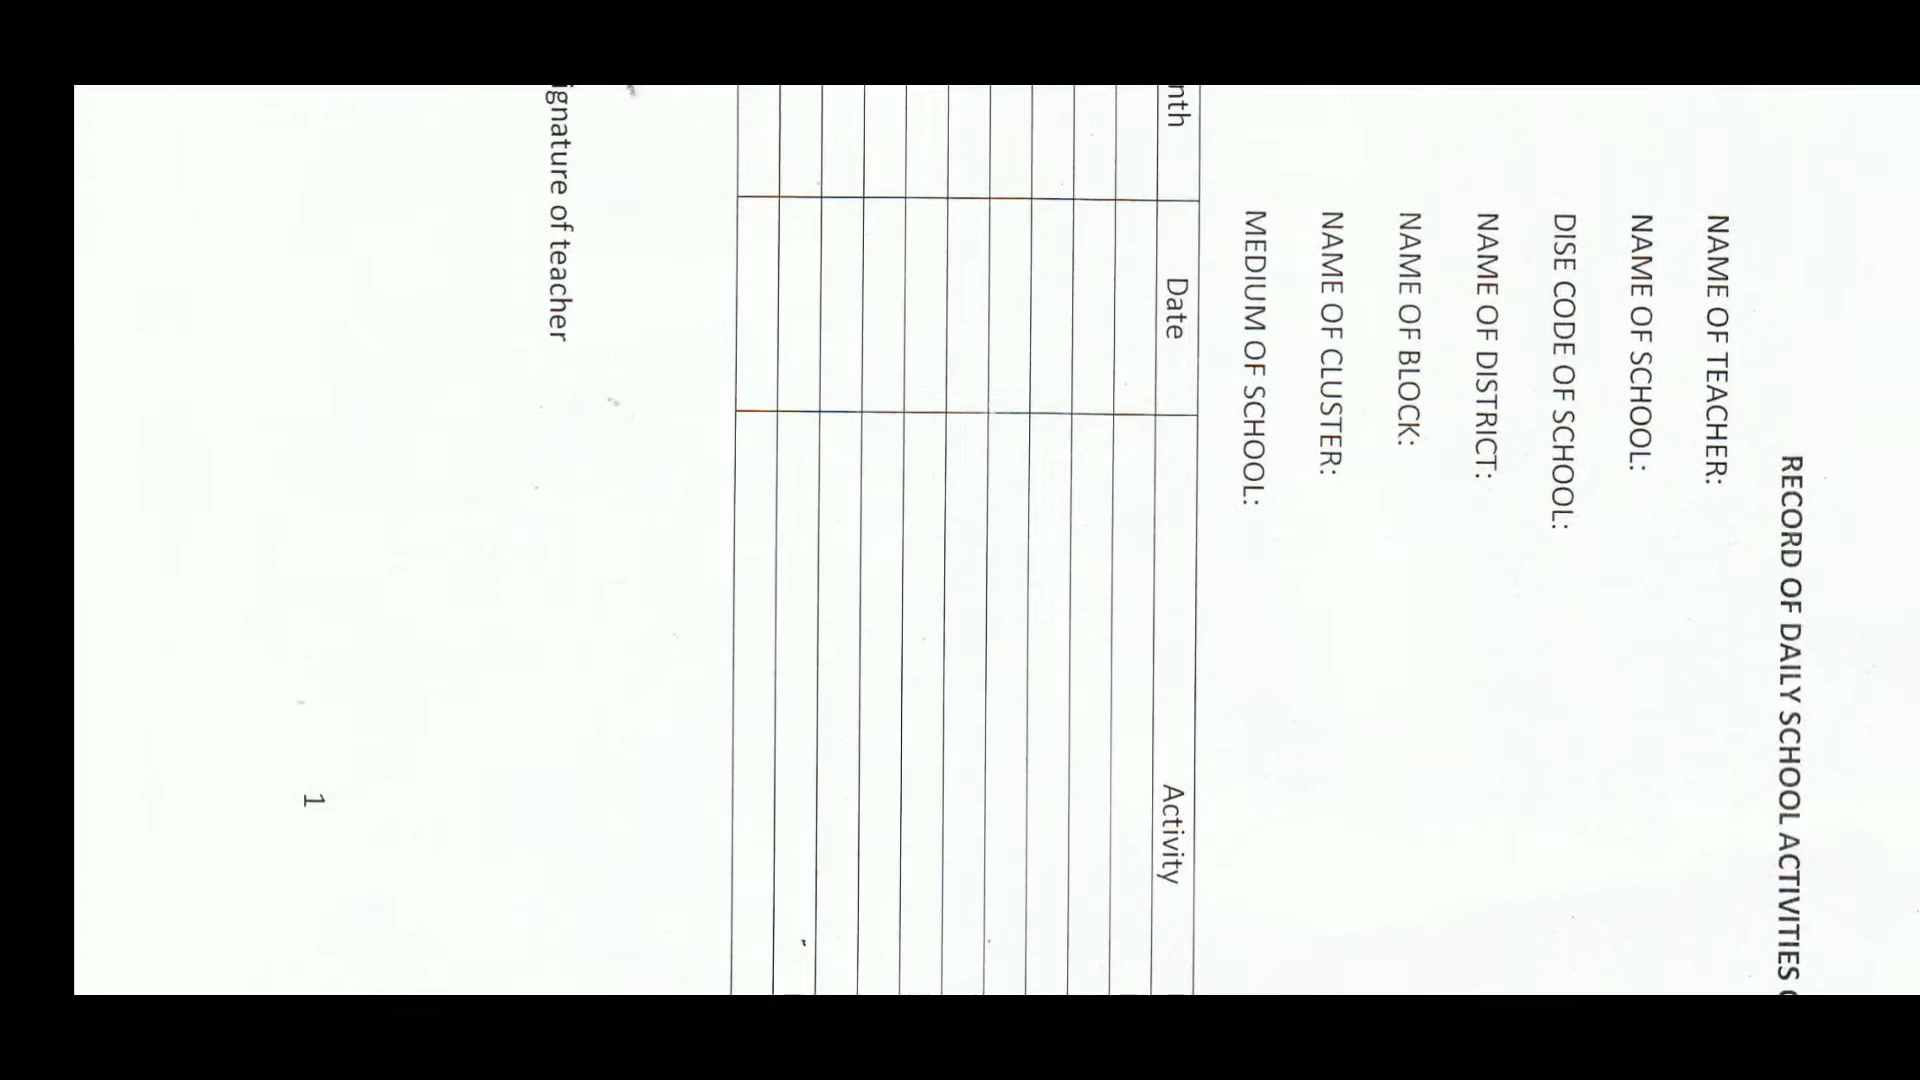 RECORD OF DAILY SCHOOL ACTIVITIES
NAME OF TEACHER:
NAME OF SCHOOL:
DISE CODE OF SCHOOL:
NAME OF DISTRICT:
NAME OF BLOCK:
NAME OF CLUSTER:
MEDIUM OF SCHOOL:
nth Date Activity
ignature of teacher
1